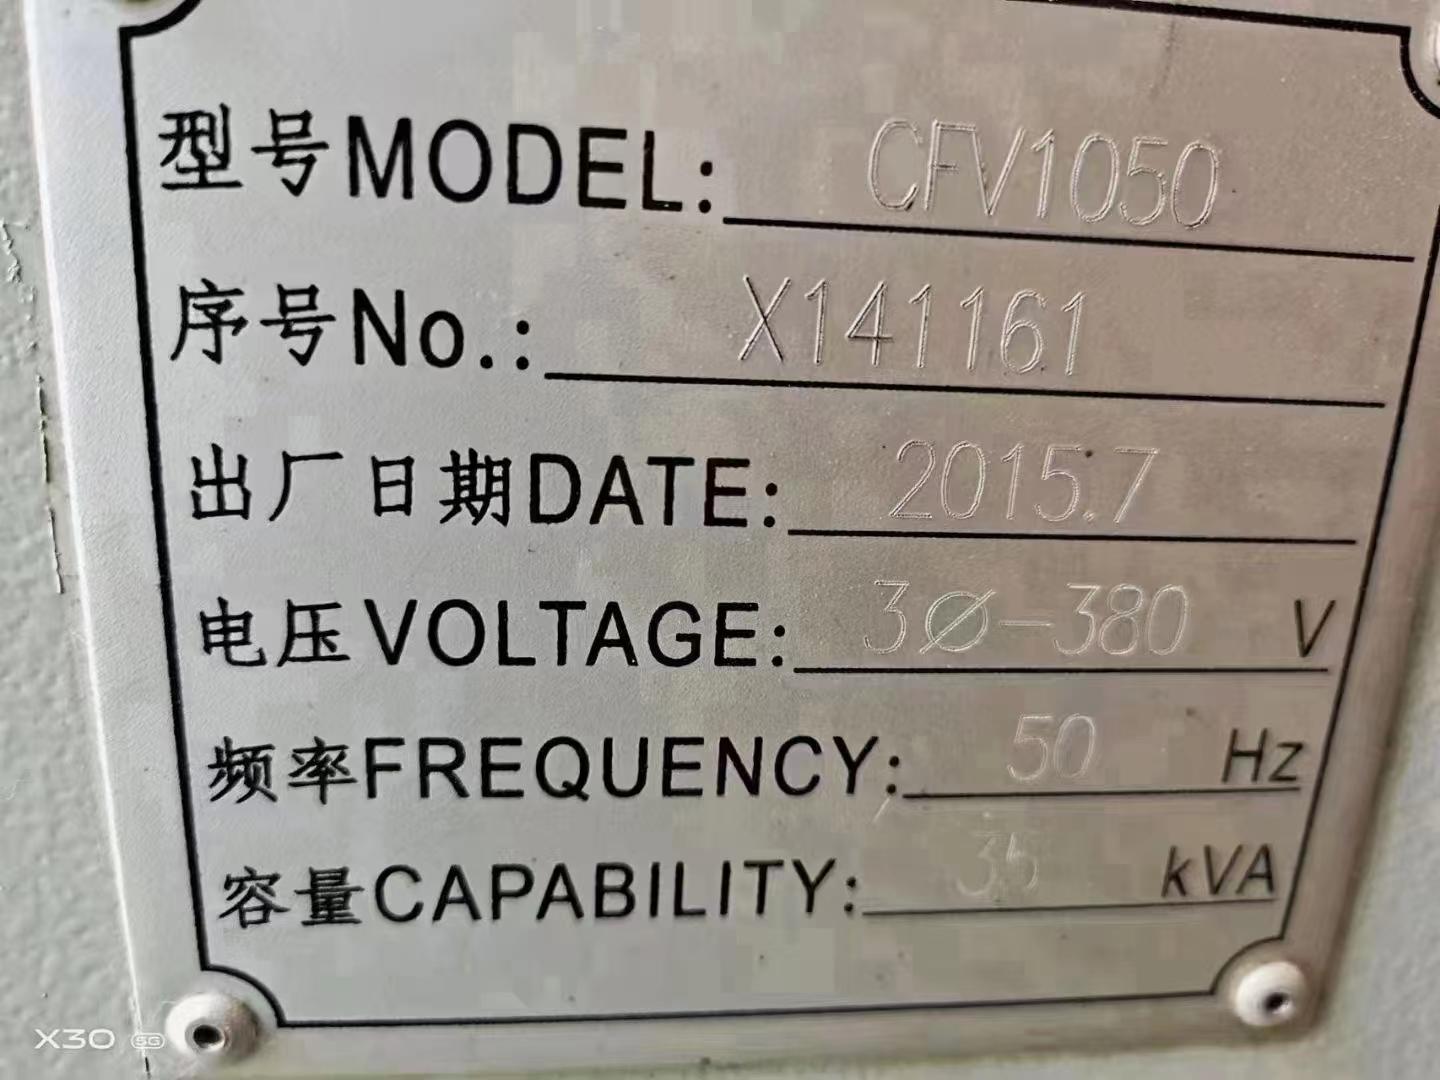 型号MODEL: CFV1050
序号No.: X141161
出厂日期DATE: 2015.7
电压VOLTAGE: 3Ø-380 V
频率FREQUENCY: 50 Hz
容量CAPABILITY: 35 kVA
X30 5G